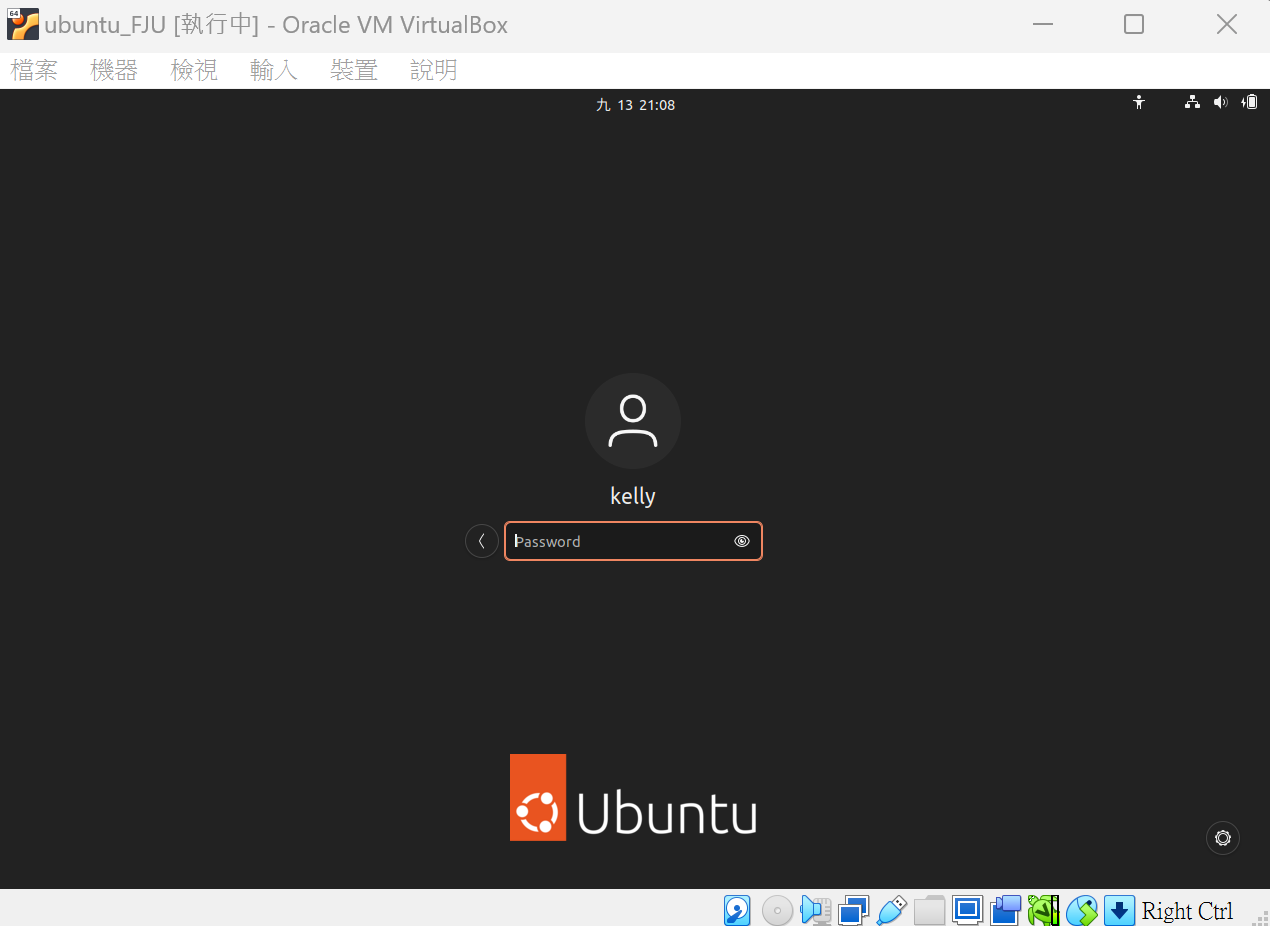 64
ubuntu_FJU [執行中] - Oracle VM VirtualBox
檔案 機器 檢視 輸入 裝置 說明
九 13 21:08
kelly
Password
Ubuntu
Right Ctrl